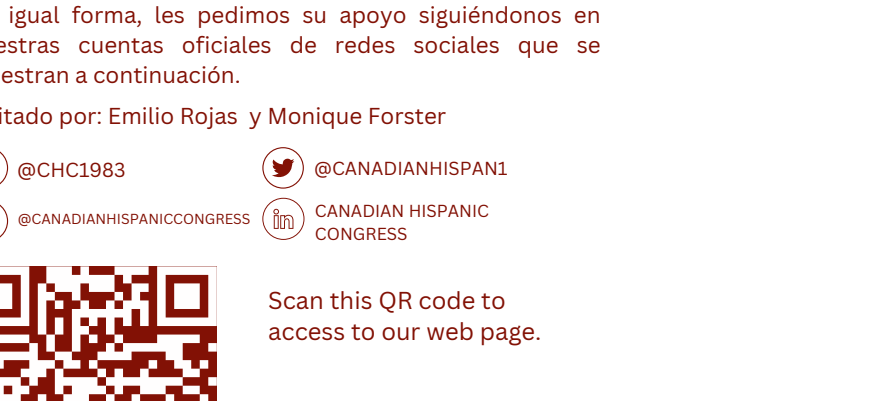 igual forma, les pedimos su apoyo siguiéndonos en
estras cuentas oficiales de redes sociales que se
estran a continuación.
itado por: Emilio Rojas y Monique Forster
@CHC1983
@CANADIANHISPAN1
@CANADIANHISPANICCONGRESS
CANADIAN HISPANIC
CONGRESS
Scan this QR code to
access to our web page.